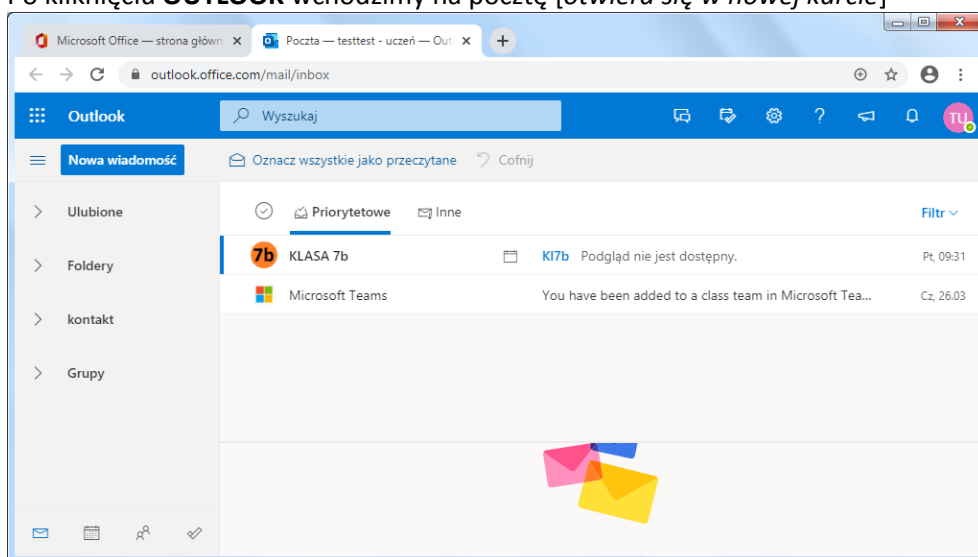 Po kliknięciu OUTLOOK wchodzimy na pocztę [otwiera się w nowej karcie]
Microsoft Office — strona główn
Poczta — testtest - uczeń — Out
outlook.office.com/mail/inbox
Outlook
Wyszukaj
TU
Nowa wiadomość
Oznacz wszystkie jako przeczytane
Cofnij
Ulubione
Priorytetowe
Inne
Filtr
7b
KLASA 7b
Kl7b Podgląd nie jest dostępny.
Pt, 09:31
Foldery
Microsoft Teams
You have been added to a class team in Microsoft Tea...
Cz, 26.03
kontakt
Grupy